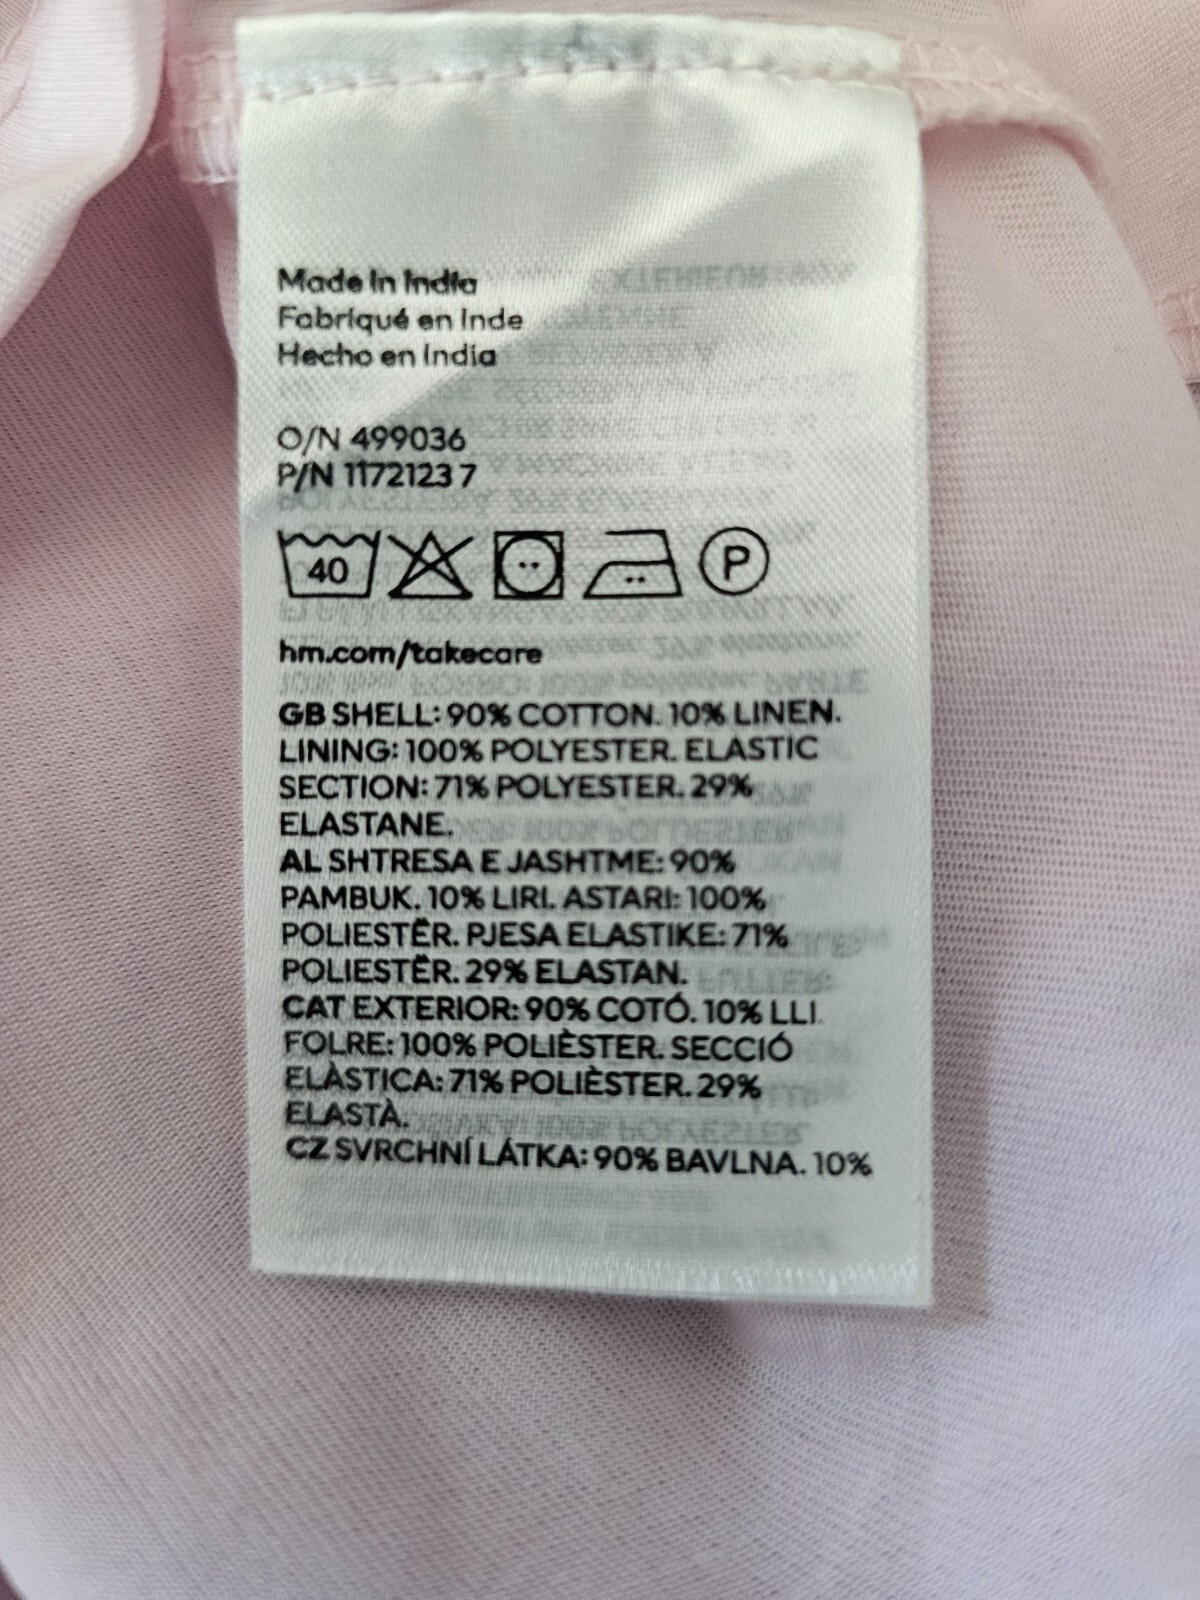 Made in India
Fabriqué en Inde
Hecho en India
O/N 499036
P/N 1172123 7
40 P
hm.com/takecare
GB SHELL: 90% COTTON. 10% LINEN.
LINING: 100% POLYESTER. ELASTIC
SECTION: 71% POLYESTER. 29%
ELASTANE.
AL SHTRESA E JASHTME: 90%
PAMBUK. 10% LIRI. ASTARI: 100%
POLIESTËR. PJESA ELASTIKE: 71%
POLIESTËR. 29% ELASTAN.
CAT EXTERIOR: 90% COTÓ. 10% LLI.
FOLRE: 100% POLIÈSTER. SECCIÓ
ELÀSTICA: 71% POLIÈSTER. 29%
ELASTÀ.
CZ SVRCHNÍ LÁTKA: 90% BAVLNA. 10%